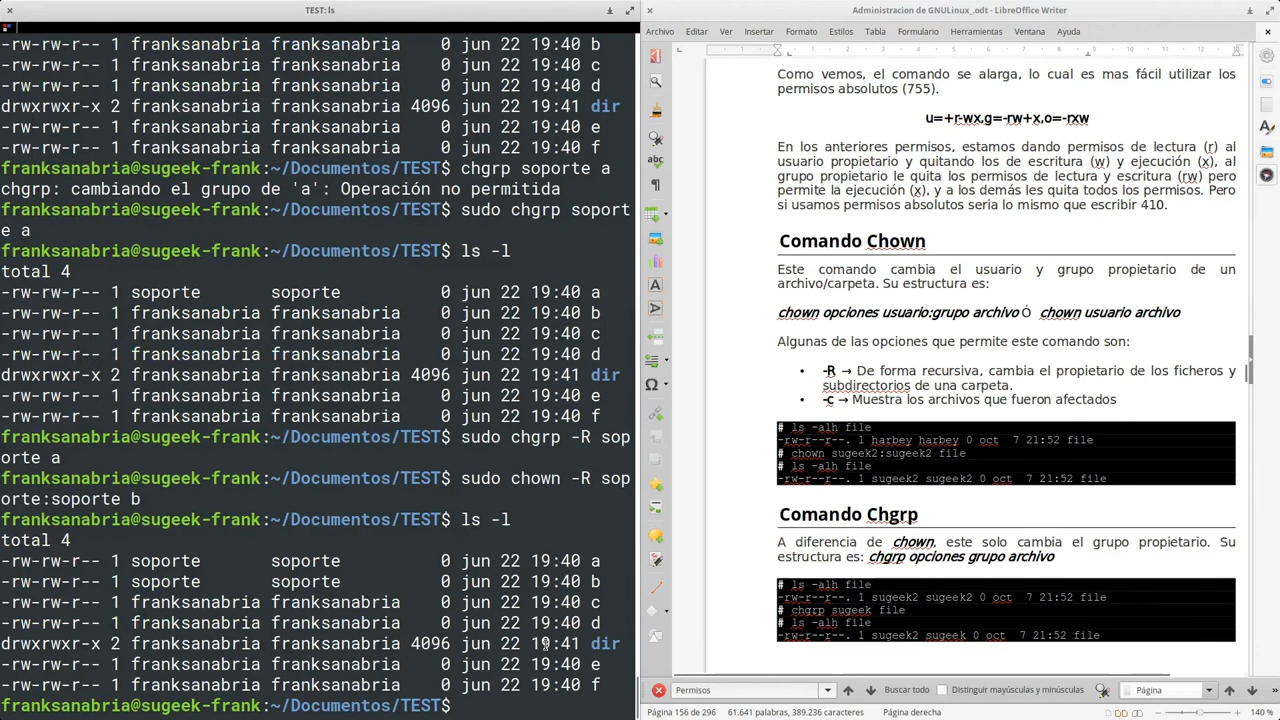 TEST: ls
-rw-rw-r-- 1 franksanabria franksanabria    0 jun 22 19:40 b
-rw-rw-r-- 1 franksanabria franksanabria    0 jun 22 19:40 c
-rw-rw-r-- 1 franksanabria franksanabria    0 jun 22 19:40 d
drwxrwxr-x 2 franksanabria franksanabria 4096 jun 22 19:41 dir
-rw-rw-r-- 1 franksanabria franksanabria    0 jun 22 19:40 e
-rw-rw-r-- 1 franksanabria franksanabria    0 jun 22 19:40 f
franksanabria@sugeek-frank:~/Documentos/TEST$ chgrp soporte a
chgrp: cambiando el grupo de 'a': Operación no permitida
franksanabria@sugeek-frank:~/Documentos/TEST$ sudo chgrp soport
e a
franksanabria@sugeek-frank:~/Documentos/TEST$ ls -l
total 4
-rw-rw-r-- 1 soporte       soporte          0 jun 22 19:40 a
-rw-rw-r-- 1 franksanabria franksanabria    0 jun 22 19:40 b
-rw-rw-r-- 1 franksanabria franksanabria    0 jun 22 19:40 c
-rw-rw-r-- 1 franksanabria franksanabria    0 jun 22 19:40 d
drwxrwxr-x 2 franksanabria franksanabria 4096 jun 22 19:41 dir
-rw-rw-r-- 1 franksanabria franksanabria    0 jun 22 19:40 e
-rw-rw-r-- 1 franksanabria franksanabria    0 jun 22 19:40 f
franksanabria@sugeek-frank:~/Documentos/TEST$ sudo chgrp -R sop
orte a
franksanabria@sugeek-frank:~/Documentos/TEST$ sudo chown -R sop
orte:soporte b
franksanabria@sugeek-frank:~/Documentos/TEST$ ls -l
total 4
-rw-rw-r-- 1 soporte       soporte          0 jun 22 19:40 a
-rw-rw-r-- 1 soporte       soporte          0 jun 22 19:40 b
-rw-rw-r-- 1 franksanabria franksanabria    0 jun 22 19:40 c
-rw-rw-r-- 1 franksanabria franksanabria    0 jun 22 19:40 d
drwxrwxr-x 2 franksanabria franksanabria 4096 jun 22 19:41 dir
-rw-rw-r-- 1 franksanabria franksanabria    0 jun 22 19:40 e
-rw-rw-r-- 1 franksanabria franksanabria    0 jun 22 19:40 f
franksanabria@sugeek-frank:~/Documentos/TEST$
Administracion de GNULinux_.odt - LibreOffice Writer
Archivo Editar Ver Insertar Formato Estilos Tabla Formulario Herramientas Ventana Ayuda
1 2 3 4 5 6 7 8 9 10 11 12 13 14 15 16 17 18
Como vemos, el comando se alarga, lo cual es mas fácil utilizar los
permisos absolutos (755).
u=+r-wx,g=-rw+x,o=-rxw
En los anteriores permisos, estamos dando permisos de lectura (r) al
usuario propietario y quitando los de escritura (w) y ejecución (x), al
grupo propietario le quita los permisos de lectura y escritura (rw) pero
permite la ejecución (x), y a los demás les quita todos los permisos. Pero
si usamos permisos absolutos seria lo mismo que escribir 410.
Comando Chown
Este comando cambia el usuario y grupo propietario de un
archivo/carpeta. Su estructura es:
chown opciones usuario:grupo archivo Ó chown usuario archivo
Algunas de las opciones que permite este comando son:
• -R → De forma recursiva, cambia el propietario de los ficheros y
subdirectorios de una carpeta.
• -c → Muestra los archivos que fueron afectados
# ls -alh file
-rw-r--r--. 1 harbey harbey 0 oct  7 21:52 file
# chown sugeek2:sugeek2 file
# ls -alh file
-rw-r--r--. 1 sugeek2 sugeek2 0 oct  7 21:52 file
Comando Chgrp
A diferencia de chown, este solo cambia el grupo propietario. Su
estructura es: chgrp opciones grupo archivo
# ls -alh file
-rw-r--r--. 1 sugeek2 sugeek2 0 oct  7 21:52 file
# chgrp sugeek file
# ls -alh file
-rw-r--r--. 1 sugeek2 sugeek 0 oct  7 21:52 file
Permisos Buscar todo Distinguir mayúsculas y minúsculas Página
Página 156 de 296 61.641 palabras, 389.236 caracteres Página derecha 140 %